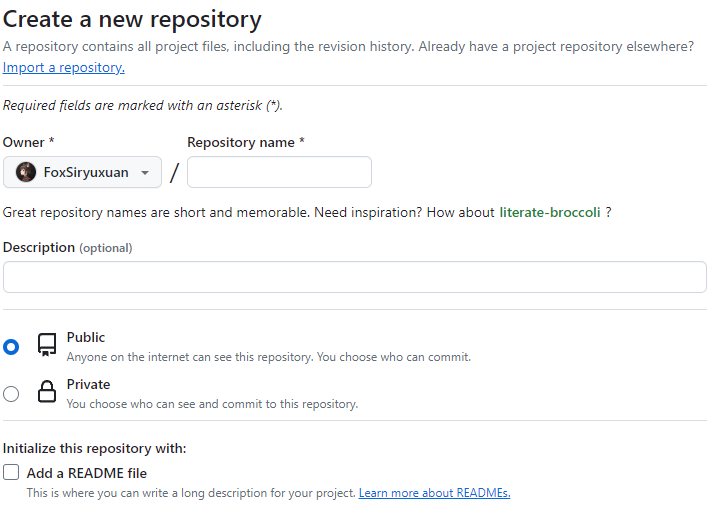 Create a new repository
A repository contains all project files, including the revision history. Already have a project repository elsewhere?
Import a repository.
Required fields are marked with an asterisk (*).
Owner * Repository name *
FoxSiryuxuan /
Great repository names are short and memorable. Need inspiration? How about literate-broccoli ?
Description (optional)
Public
Anyone on the internet can see this repository. You choose who can commit.
Private
You choose who can see and commit to this repository.
Initialize this repository with:
Add a README file
This is where you can write a long description for your project. Learn more about READMEs.